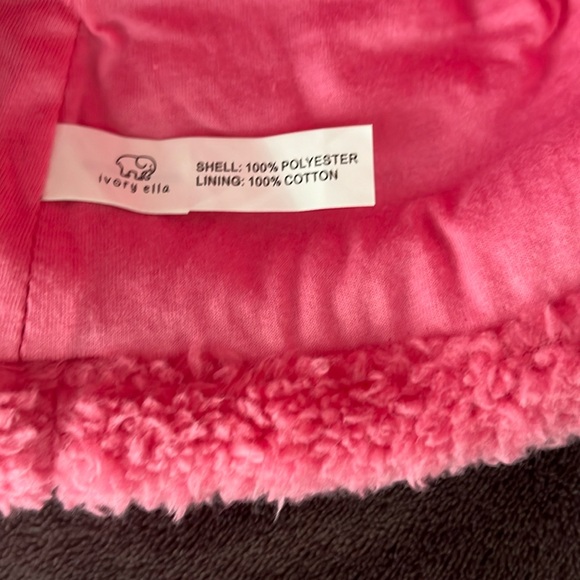 ivory ella
SHELL: 100% POLYESTER
LINING: 100% COTTON